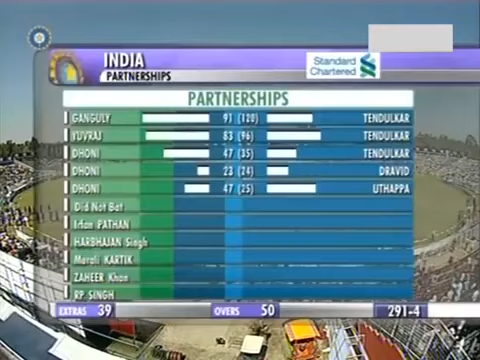 INDIA
PARTNERSHIPS
Standard
Chartered
PARTNERSHIPS
GANGULY 91 (120) TENDULKAR
YUVRAJ 83 (96) TENDULKAR
DHONI 47 (35) TENDULKAR
DHONI 23 (24) DRAVID
DHONI 47 (25) UTHAPPA
Did Not Bat
Irfan PATHAN
HARBHAJAN Singh
Murali KARTIK
ZAHEER Khan
RP SINGH
EXTRAS 39 OVERS 50 291-4